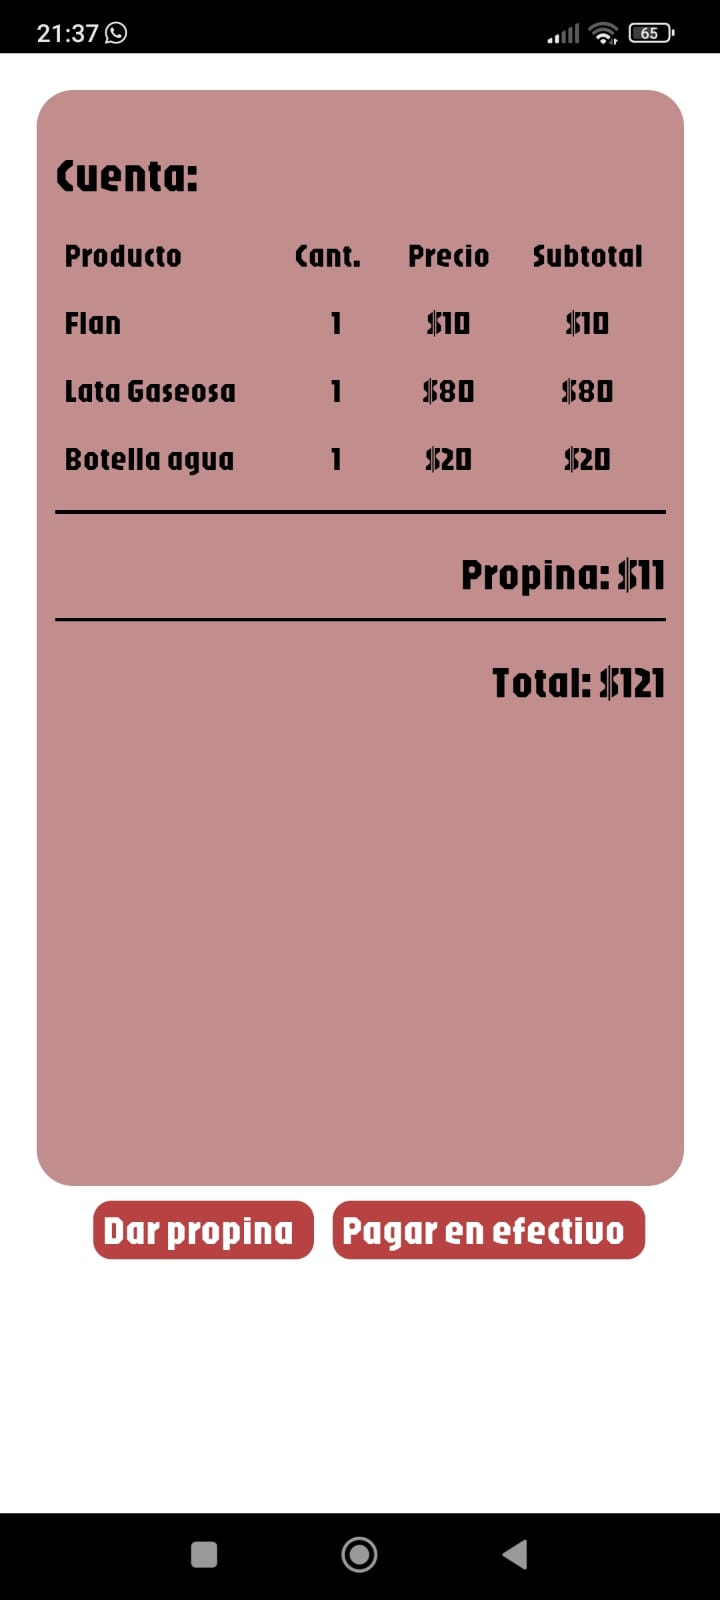 21:37
65
Cuenta:
Producto Cant. Precio Subtotal
Flan 1 $10 $10
Lata Gaseosa 1 $80 $80
Botella agua 1 $20 $20
Propina: $11
Total: $121
Dar propina Pagar en efectivo